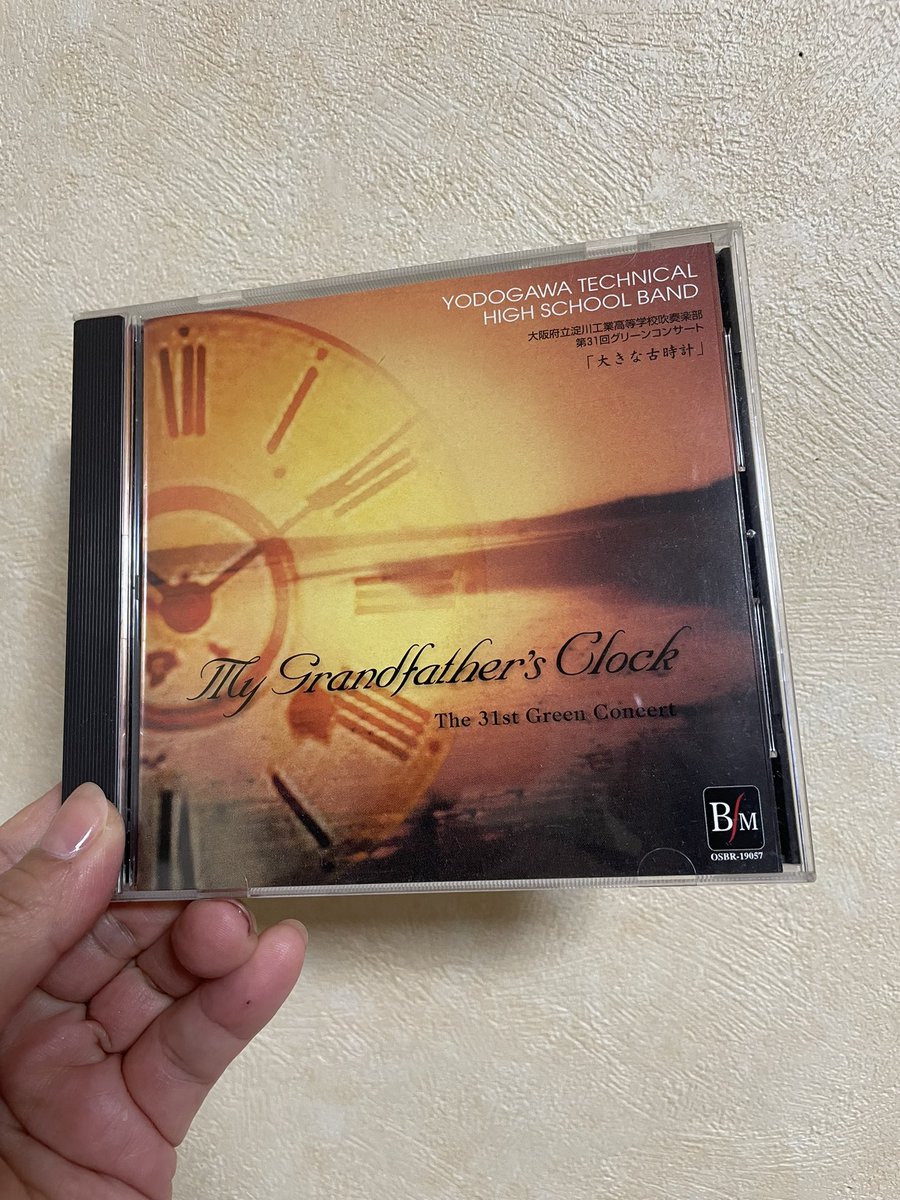 YODOGAWA TECHNICAL
HIGH SCHOOL BAND
大阪府立淀川工業高等学校吹奏楽部
第31回グリーンコンサート
「大きな古時計」
My Grandfather's Clock
The 31st Green Concert
BfM
OSBR-19057